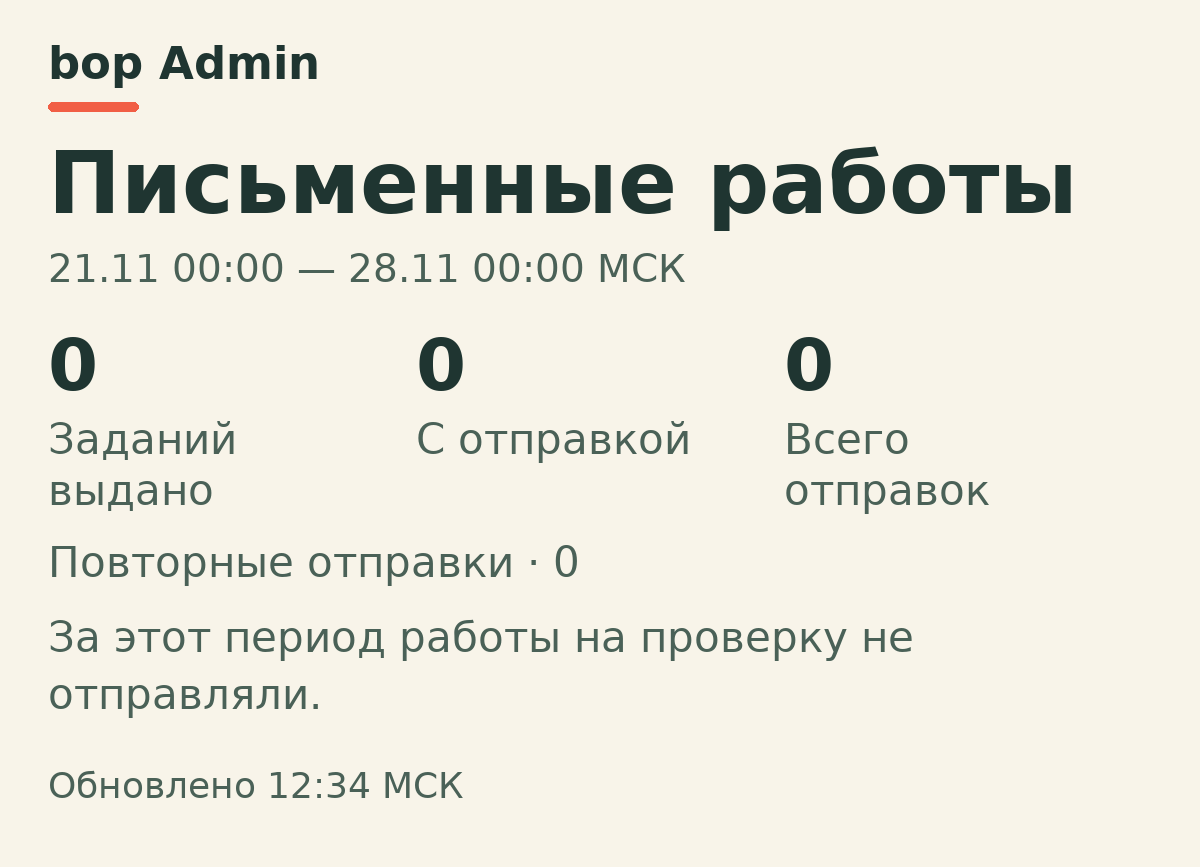 bop Admin
Письменные работы
21.11 00:00 — 28.11 00:00 МСК
0 0 0
Заданий выдано
С отправкой
Всего отправок
Повторные отправки · 0
За этот период работы на проверку не
отправляли.
Обновлено 12:34 МСК